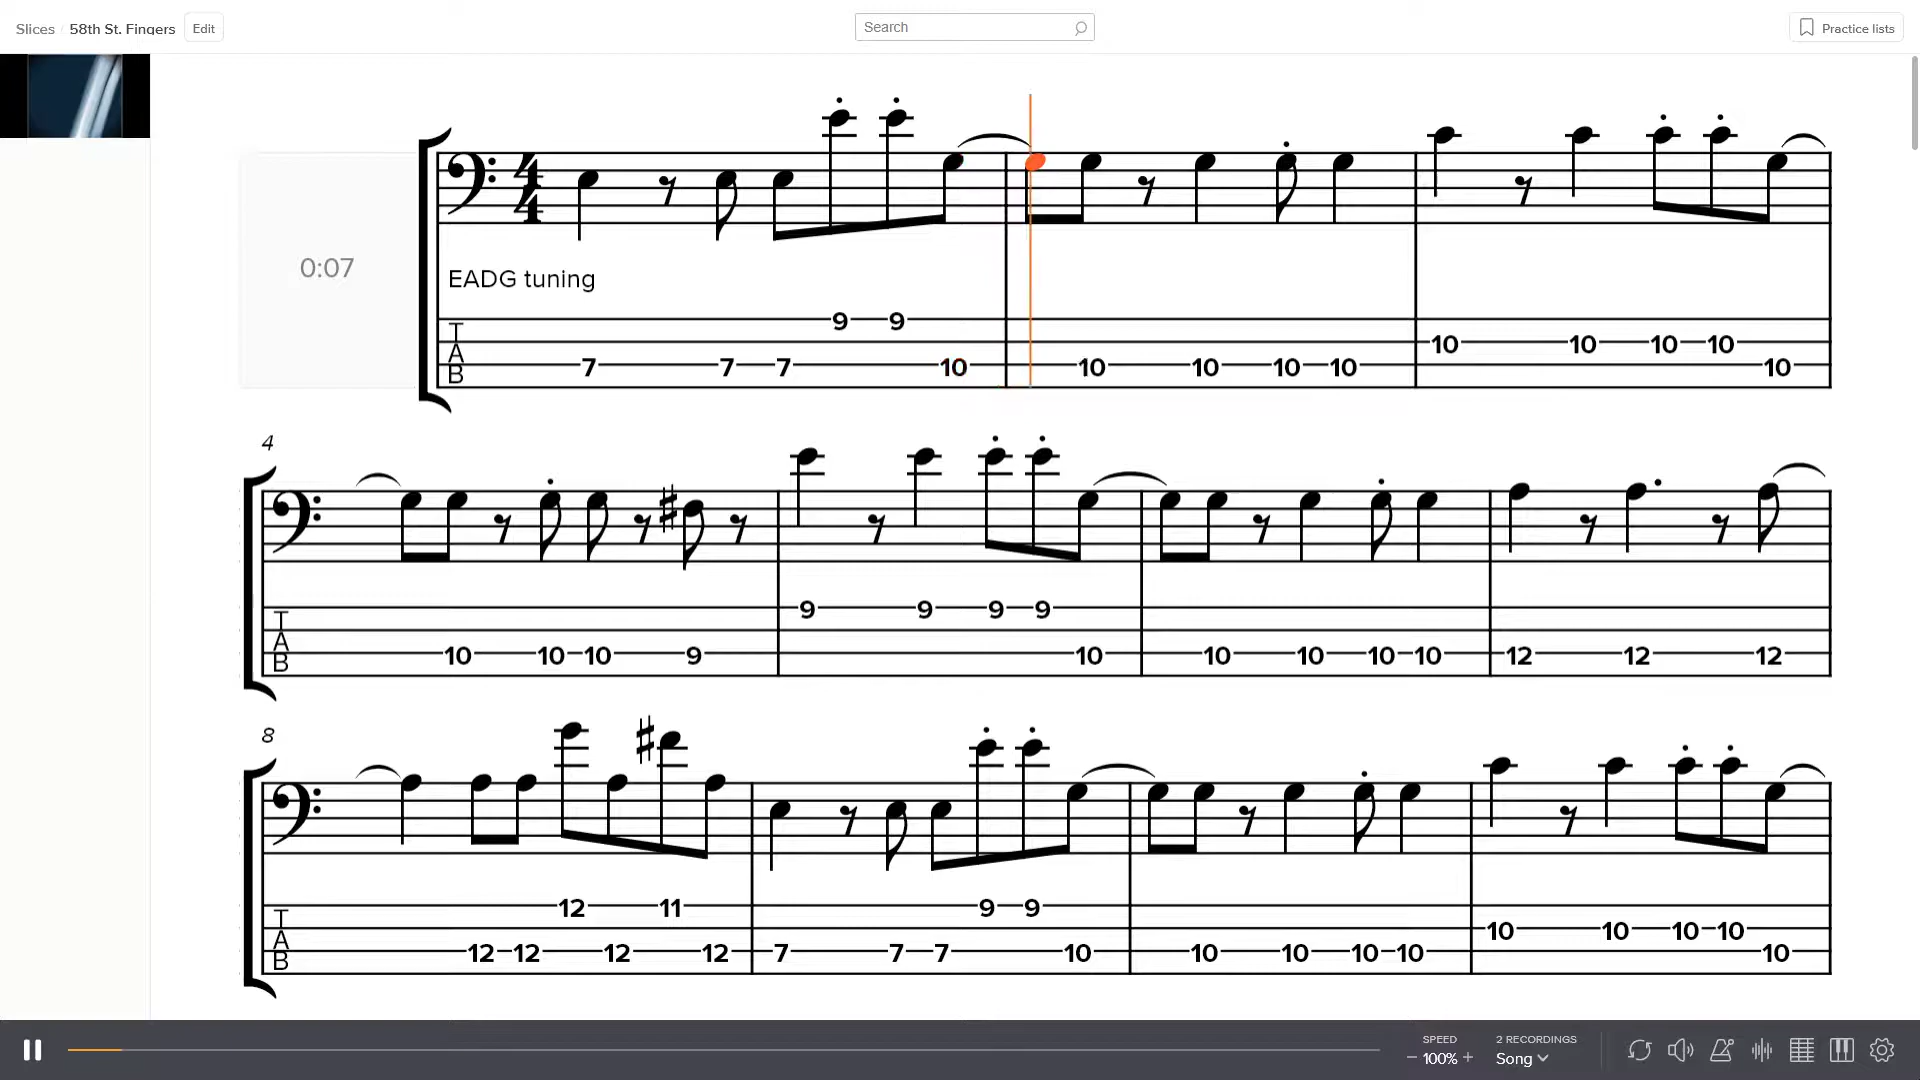 Slices / 58th St. Fingers Edit
Search
Practice lists
0:07
4
4
EADG tuning
T
A
B
9 9
10 10 10 10
7 7 7 10 10 10 10 10 10
4
T
A
B
9 9 9 9
10 10 10 9 10 10 10 10 10 12 12 12
8
T
A
B
12 11 9 9
10 10 10 10
12 12 12 12 7 7 7 10 10 10 10 10 10
SPEED
− 100% +
2 RECORDINGS
Song